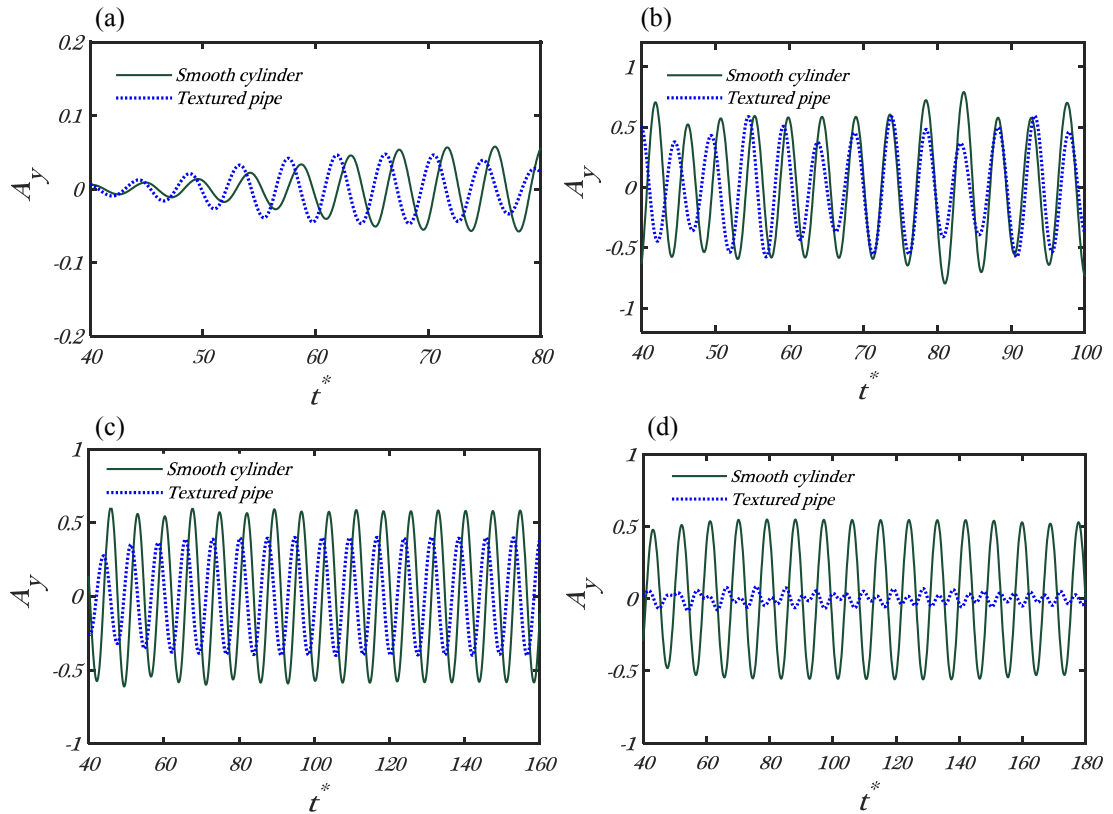 (a)
0.2
0.1
0
-0.1
-0.2
A_y
Smooth cylinder
Textured pipe
40 50 60 70 80
t*
(b)
1
0.5
0
-0.5
-1
A_y
Smooth cylinder
Textured pipe
40 50 60 70 80 90 100
t*
(c)
1
0.5
0
-0.5
-1
A_y
Smooth cylinder
Textured pipe
40 60 80 100 120 140 160
t*
(d)
1
0.5
0
-0.5
-1
A_y
Smooth cylinder
Textured pipe
40 60 80 100 120 140 160 180
t*